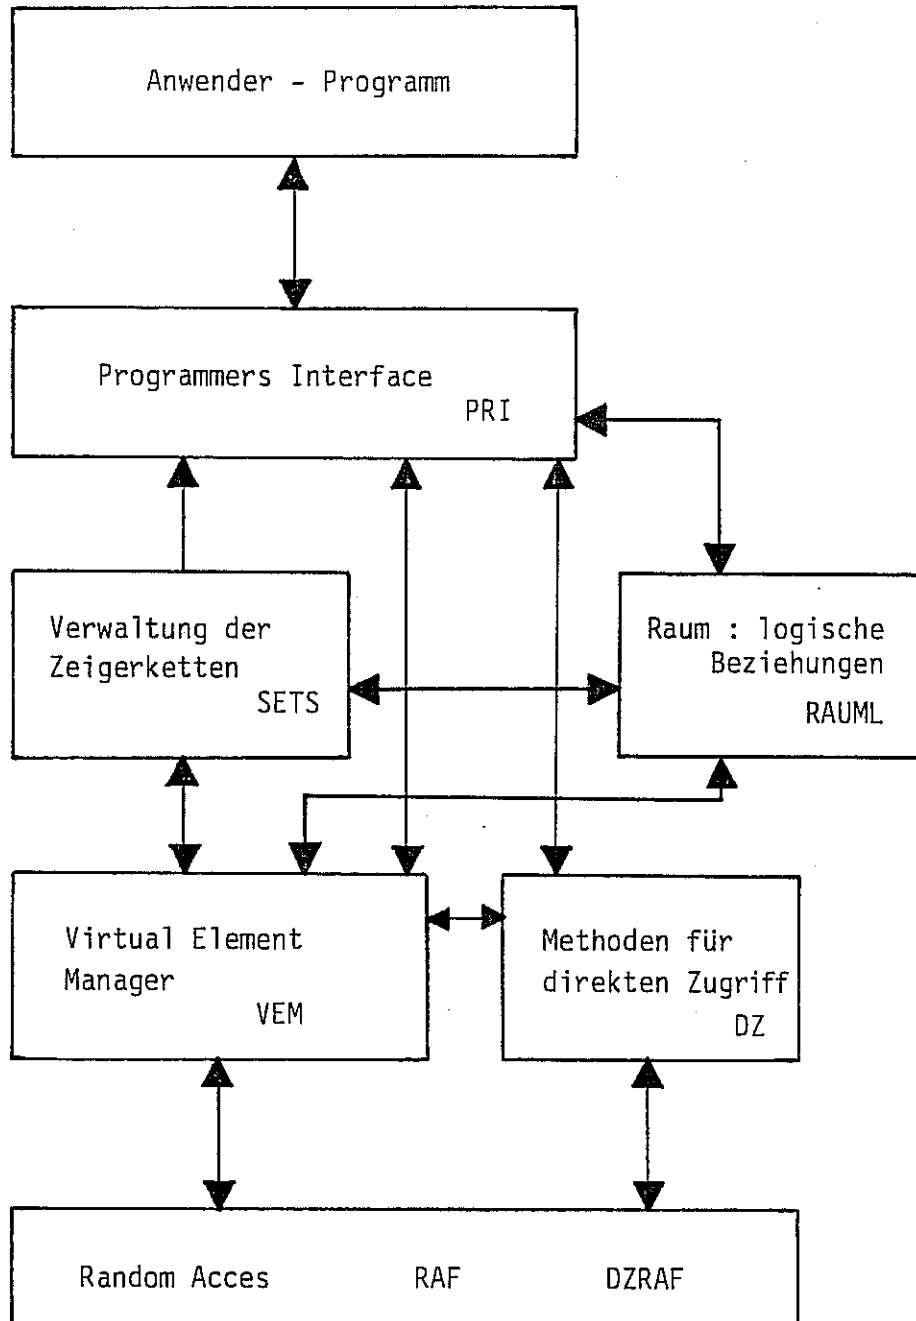 Anwender - Programm
Programmers Interface
PRI
Verwaltung der
Zeigerketten
SETS
Raum : logische
Beziehungen
RAUML
Virtual Element
Manager
VEM
Methoden für
direkten Zugriff
DZ
Random Acces RAF DZRAF